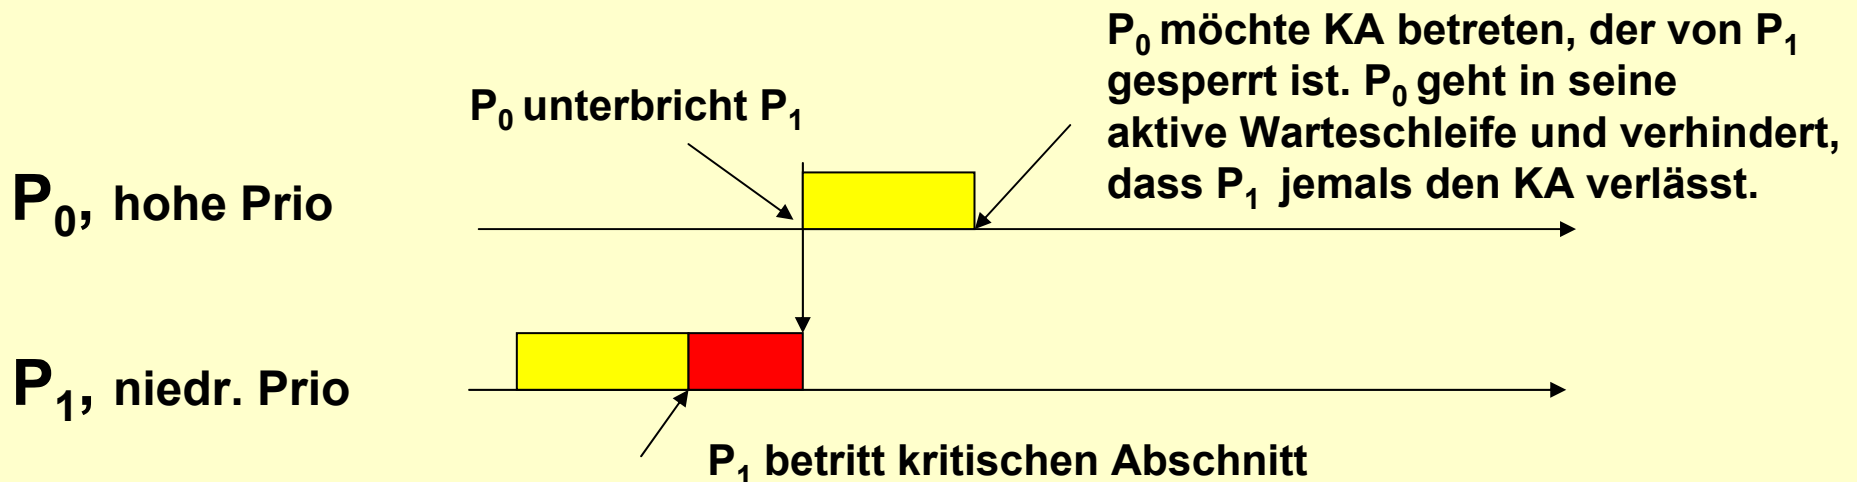 P₀ möchte KA betreten, der von P₁
gesperrt ist. P₀ geht in seine
aktive Warteschleife und verhindert,
dass P₁ jemals den KA verlässt.
P₀ unterbricht P₁
P₀, hohe Prio
P₁, niedr. Prio
P₁ betritt kritischen Abschnitt